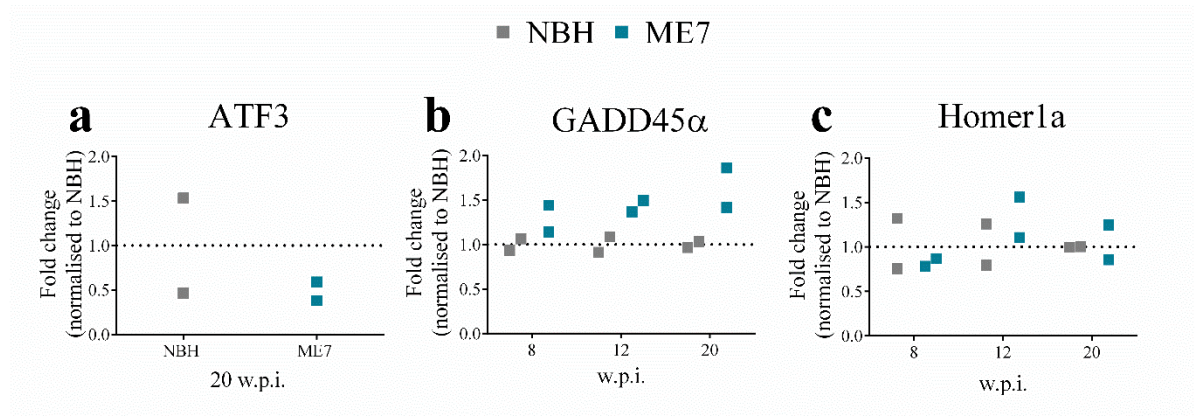 NBH ME7
a ATF3
Fold change
(normalised to NBH)
2.0
1.5
1.0
0.5
0.0
NBH ME7
20 w.p.i.
b GADD45α
Fold change
(normalised to NBH)
2.0
1.5
1.0
0.5
0.0
8 12 20
w.p.i.
c Homer1a
Fold change
(normalised to NBH)
2.0
1.5
1.0
0.5
0.0
8 12 20
w.p.i.